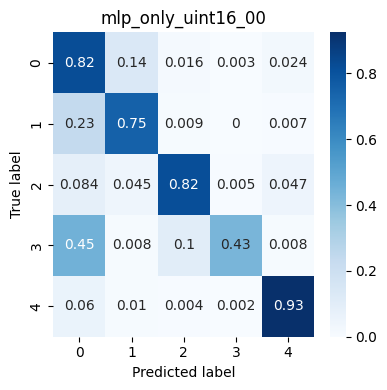 mlp_only_uint16_00
0 0.82 0.14 0.016 0.003 0.024
1 0.23 0.75 0.009 0 0.007
2 0.084 0.045 0.82 0.005 0.047
3 0.45 0.008 0.1 0.43 0.008
4 0.06 0.01 0.004 0.002 0.93
0 1 2 3 4
Predicted label
True label
0.8
0.6
0.4
0.2
0.0